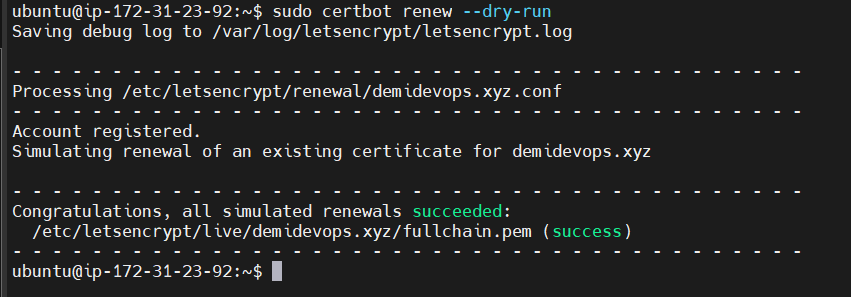 ubuntu@ip-172-31-23-92:~$ sudo certbot renew --dry-run
Saving debug log to /var/log/letsencrypt/letsencrypt.log
- - - - - - - - - - - - - - - - - - - - - - - - - - - - - - - - - - - - - - - -
Processing /etc/letsencrypt/renewal/demidevops.xyz.conf
- - - - - - - - - - - - - - - - - - - - - - - - - - - - - - - - - - - - - - - -
Account registered.
Simulating renewal of an existing certificate for demidevops.xyz
- - - - - - - - - - - - - - - - - - - - - - - - - - - - - - - - - - - - - - - -
Congratulations, all simulated renewals succeeded:
  /etc/letsencrypt/live/demidevops.xyz/fullchain.pem (success)
- - - - - - - - - - - - - - - - - - - - - - - - - - - - - - - - - - - - - - - -
ubuntu@ip-172-31-23-92:~$